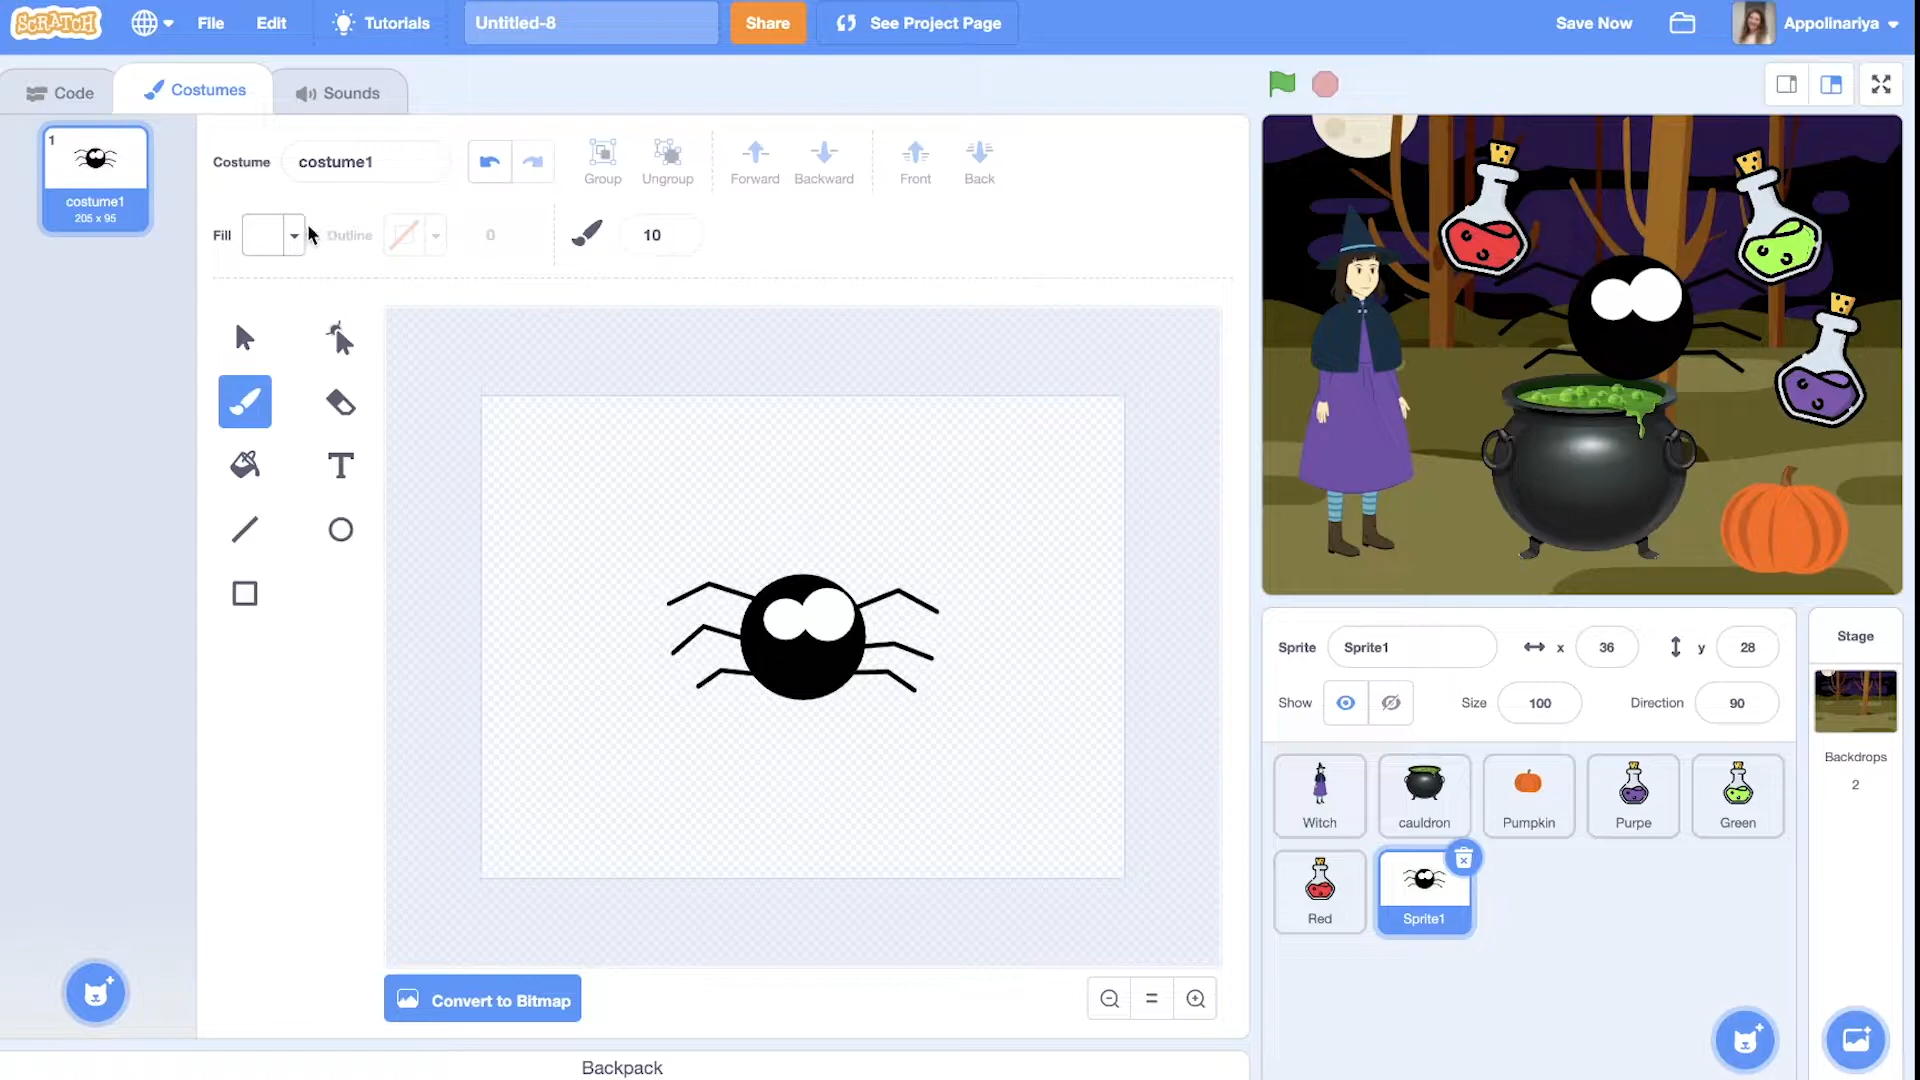 SCRATCH File Edit Tutorials Untitled-8 Share See Project Page Save Now Appolinariya
Code Costumes Sounds
1
costume1
205 x 95
Costume costume1 Group Ungroup Forward Backward Front Back
Fill Outline 0 10
T
Convert to Bitmap =
Backpack
Sprite Sprite1 x 36 y 28
Show Size 100 Direction 90
Witch cauldron Pumpkin Purpe Green
Red Sprite1
Stage
Backdrops
2